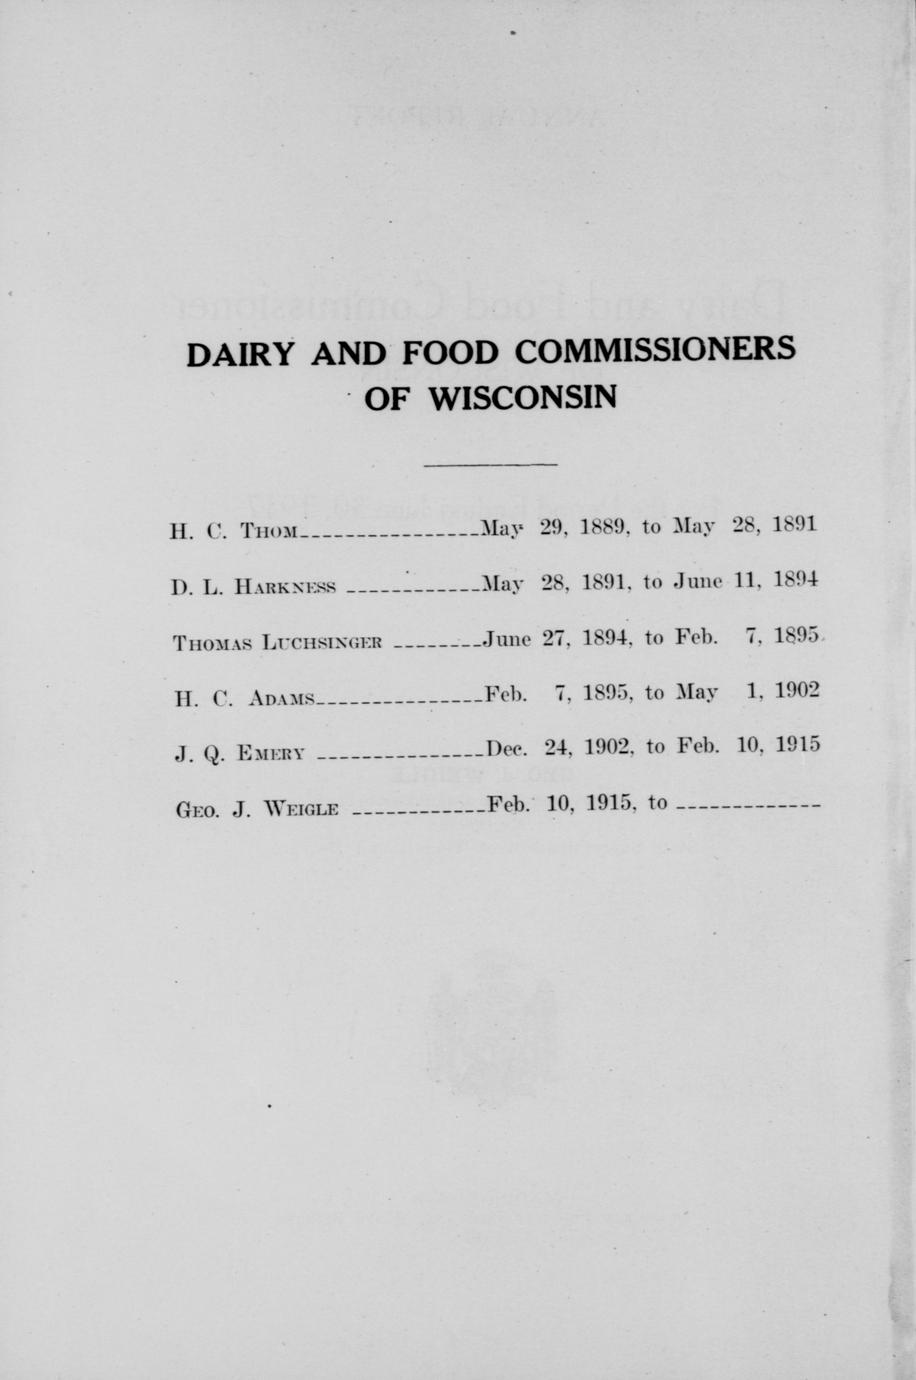 DAIRY AND FOOD COMMISSIONERS
OF WISCONSIN
H. C. THOM_________________May 29, 1889, to May 28, 1891
D. L. HARKNESS ____________May 28, 1891, to June 11, 1894
THOMAS LUCHSINGER ________June 27, 1894, to Feb. 7, 1895
H. C. ADAMS_______________Feb. 7, 1895, to May 1, 1902
J. Q. EMERY _______________Dec. 24, 1902, to Feb. 10, 1915
GEO. J. WEIGLE ____________Feb. 10, 1915, to _____________